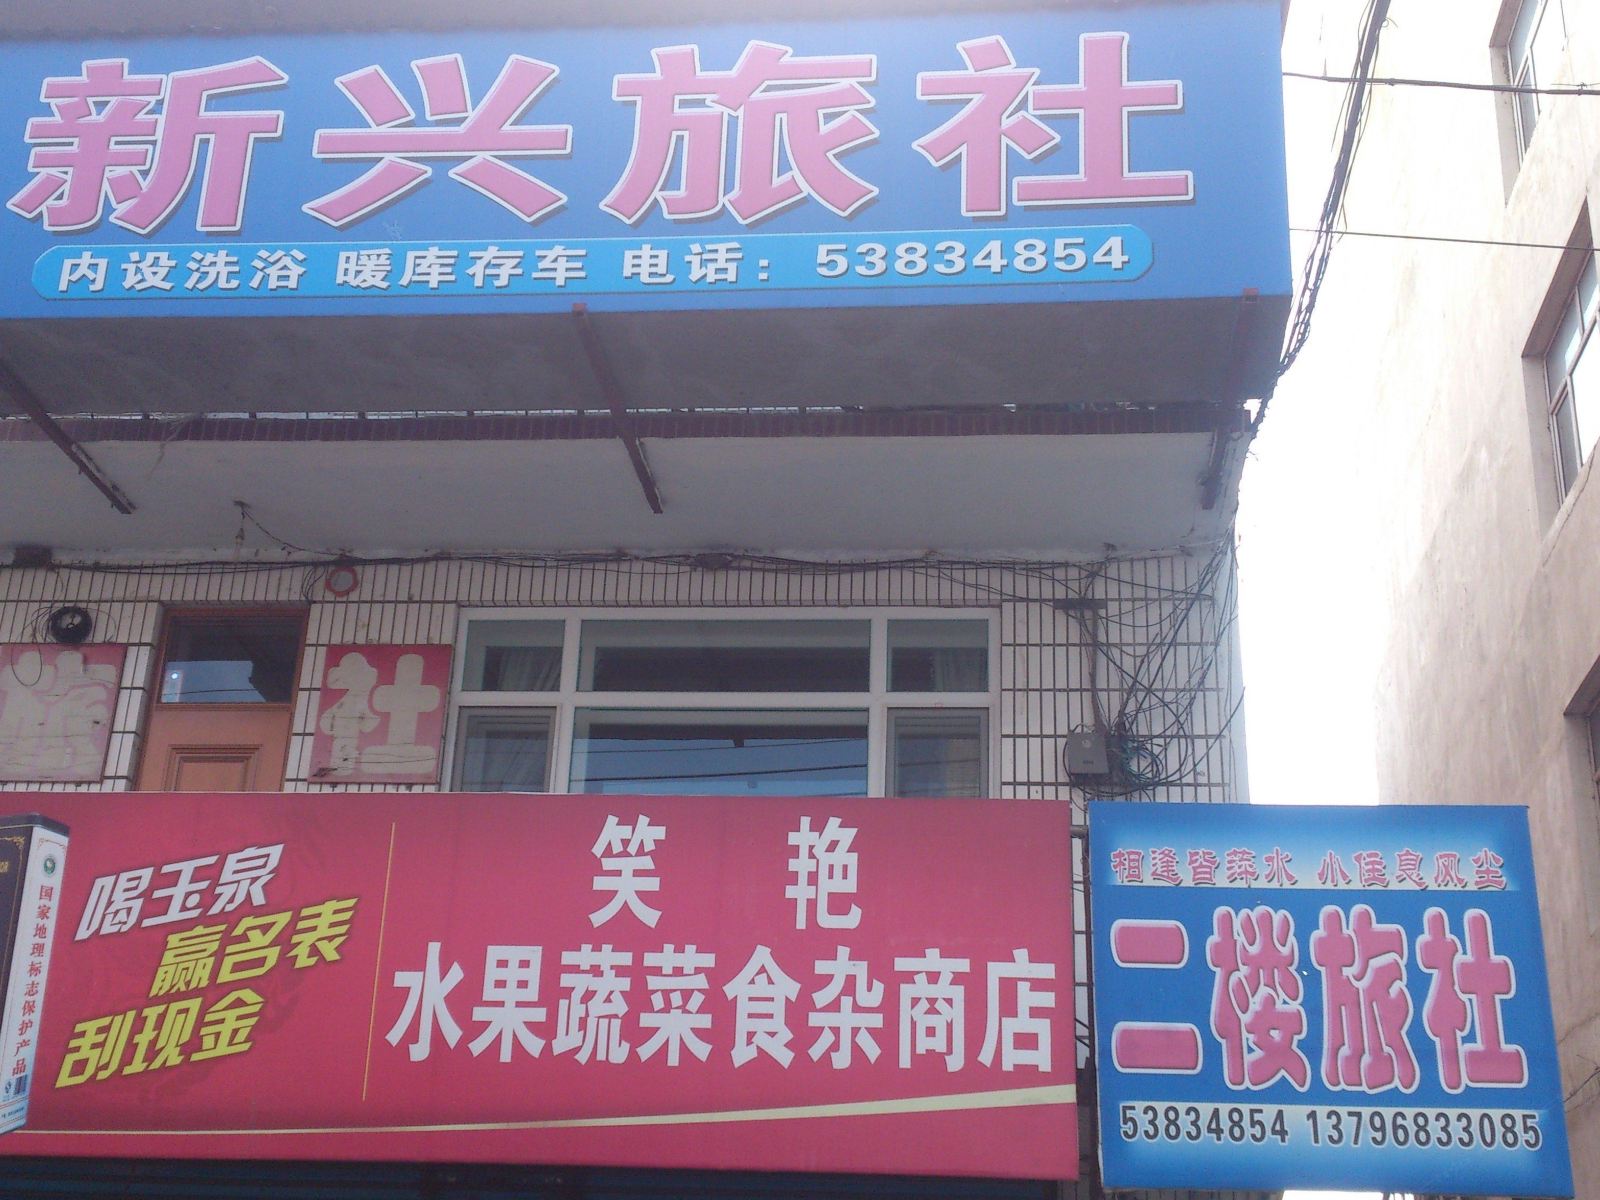 新兴旅社
内设洗浴 暖库存车 电话：53834854
旅 社
国家地理标志保护产品
喝玉泉
赢名表
刮现金
笑艳
水果蔬菜食杂商店
相逢皆萍水 小住息风尘
二楼旅社
53834854 13796833085